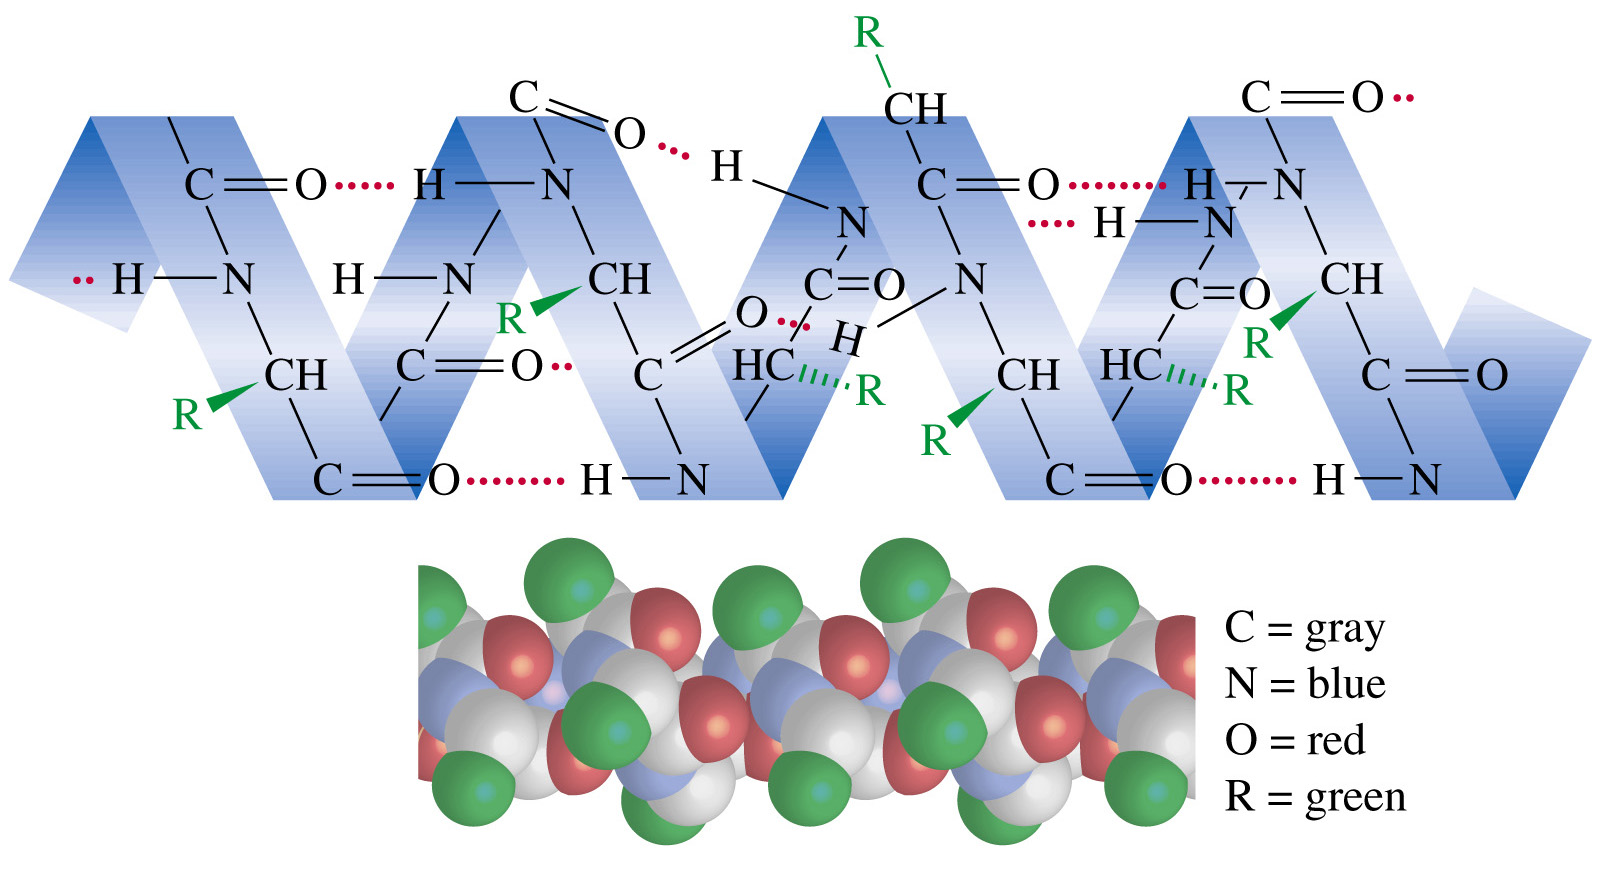 R
C
CH
C O
O
H
C O H N
C O H N
N
H N
H N
H N
CH
N
CH
C O
C O
R
O
H
R
C O
C
HC
R
CH
HC
R
C O
CH
R
R
C O H N
C O H N
C = gray
N = blue
O = red
R = green